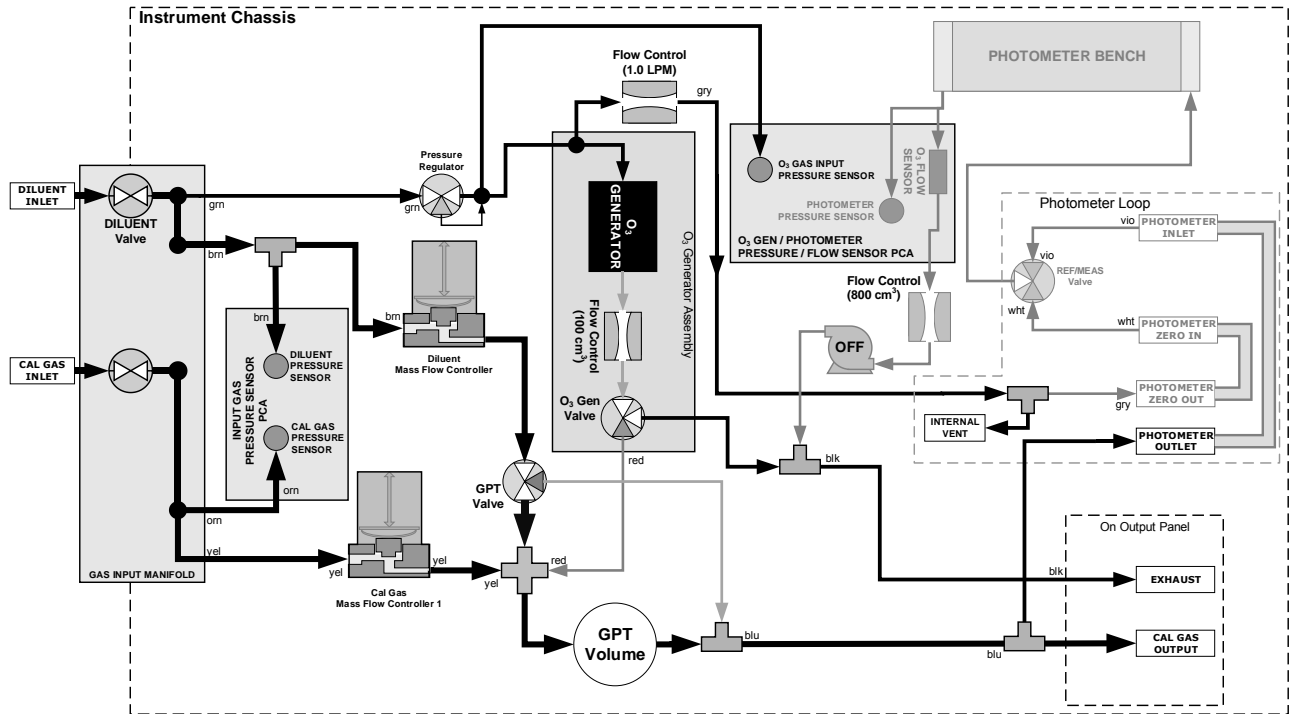 Instrument Chassis
Flow Control
(1.0 LPM)
gry
PHOTOMETER BENCH
Pressure
Regulator
O3 GAS INPUT
PRESSURE SENSOR
O3 FLOW
SENSOR
PHOTOMETER
PRESSURE SENSOR
O3 GEN / PHOTOMETER
PRESSURE / FLOW SENSOR PCA
DILUENT
INLET
DILUENT
Valve
grn
grn
brn
O3
GENERATOR
O3 Generator Assembly
Photometer Loop
vio
PHOTOMETER
INLET
vio
REF/MEAS
Valve
wht
wht
PHOTOMETER
ZERO IN
Flow Control
(800 cm3)
OFF
Flow Control
(100 cm3)
brn
brn
Diluent
Mass Flow Controller
DILUENT
PRESSURE
SENSOR
INPUT GAS
PRESSURE SENSOR
PCA
CAL GAS
PRESSURE
SENSOR
CAL GAS
INLET
orn
orn
O3 Gen
Valve
red
gry
PHOTOMETER
ZERO OUT
INTERNAL
VENT
PHOTOMETER
OUTLET
blk
GPT
Valve
yel
yel
yel
yel
red
GAS INPUT MANIFOLD
Cal Gas
Mass Flow Controller 1
GPT
Volume
blu
blu
On Output Panel
blk
EXHAUST
CAL GAS
OUTPUT